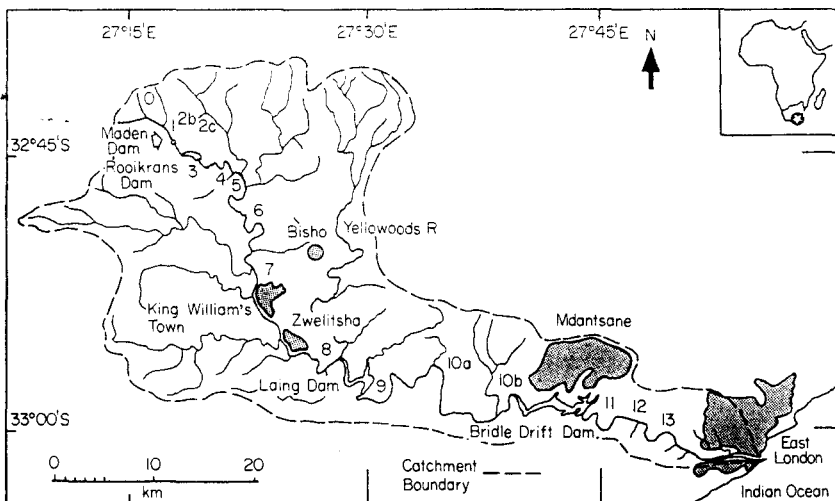 27°15'E
27°30'E
27°45'E
N
0
1
2b
2c
Maden
Dam
32°45'S
Rooikrans
Dam
3
4
5
6
Bisho
Yellowoods R
7
King William's
Town
Zwelitsha
Mdantsane
8
Laing Dam
9
10a
10b
11
12
13
33°00'S
Bridle Drift Dam
East
London
0 10 20
km
Catchment
Boundary
Indian Ocean